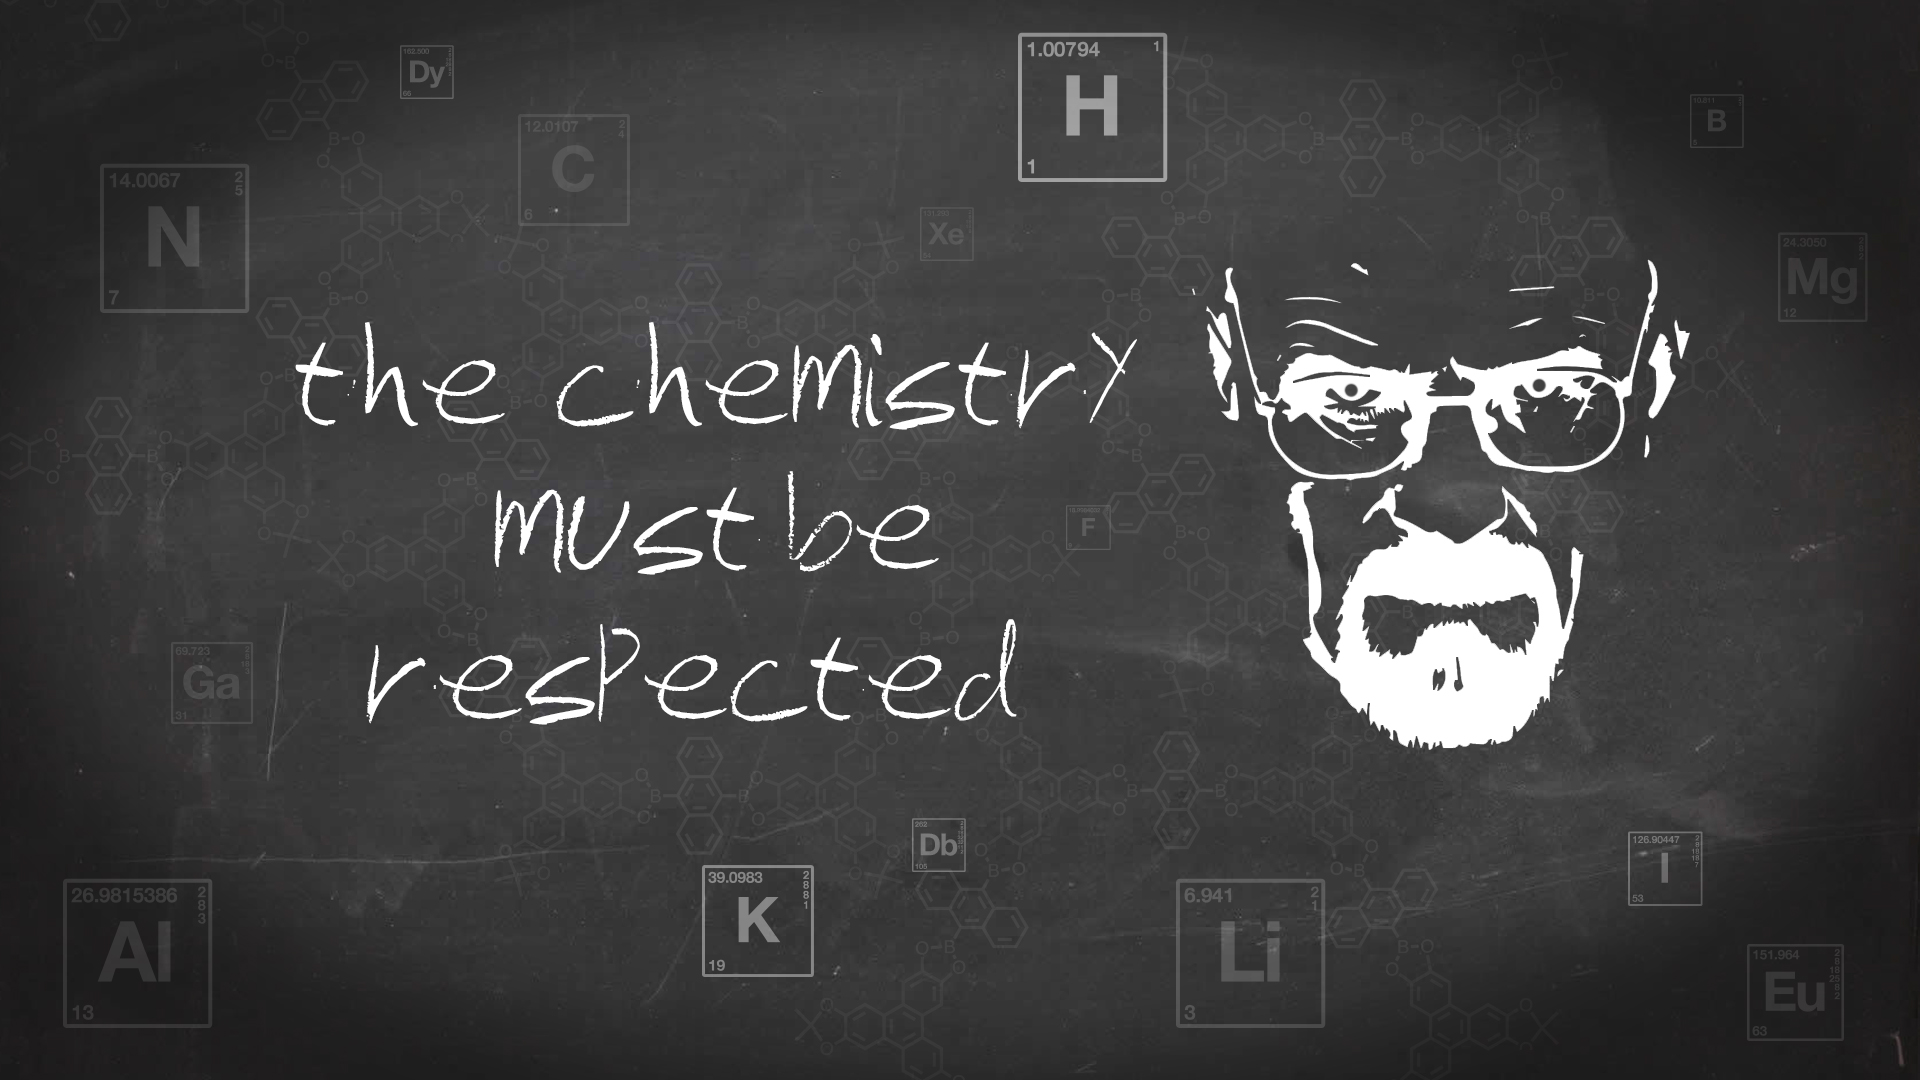 162.500
Dy
66
1.00794 1
H
1
12.0107 2 4
C
6
B
14.0067 2 5
N
7
Xe
24.3050
Mg
12
the chemistry
must be
respected
F
69.723
Ga
31
262
Db
105
126.90447
I
53
39.0983 2 8 8 1
K
19
26.9815386 2 8 3
Al
13
6.941 2 1
Li
3
151.964
Eu
63